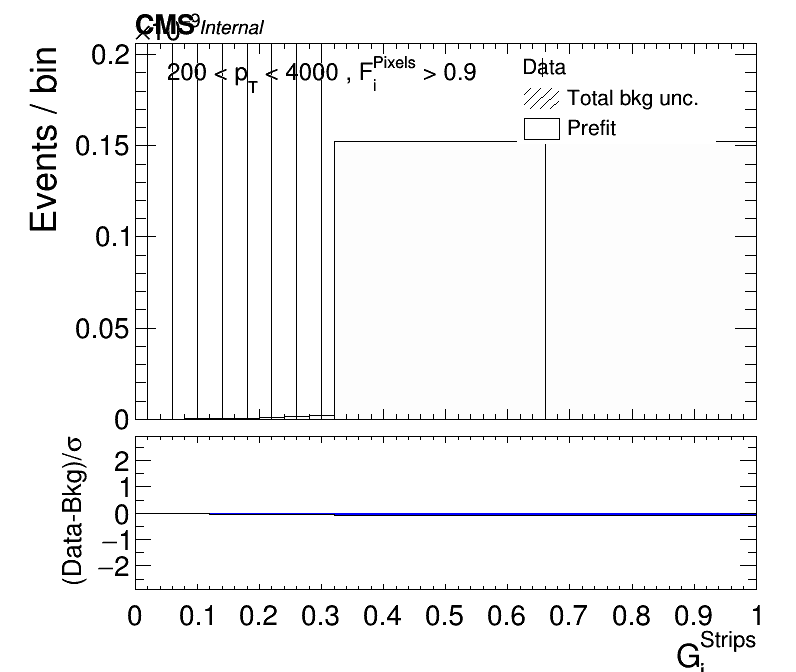 CMS Internal
×10⁹
200 < p_T < 4000 , F_i^Pixels > 0.9
Data
Total bkg unc.
Prefit
Events / bin
0.2
0.15
0.1
0.05
0
(Data-Bkg)/σ
2
1
0
−1
−2
0 0.1 0.2 0.3 0.4 0.5 0.6 0.7 0.8 0.9 1
G_i^Strips